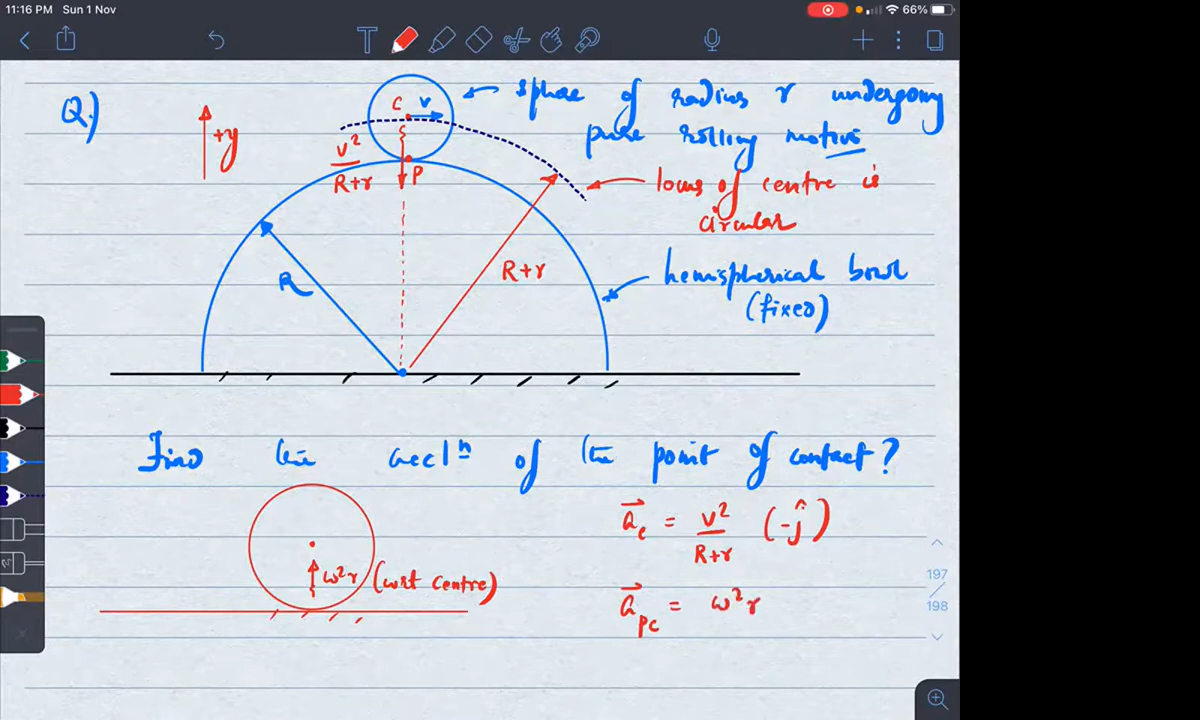 11:16 PM Sun 1 Nov
66%
Q)
+y
C
v
v²
R+r
P
sphere of radius r undergoing
pure rolling motion
locus of centre is
circular
R
R+r
hemispherical bowl
(fixed)
Find the accl n of the point of contact?
ω²r (wrt centre)
a⃗c = v²/R+r (-ĵ)
a⃗pc = ω²r
197
198